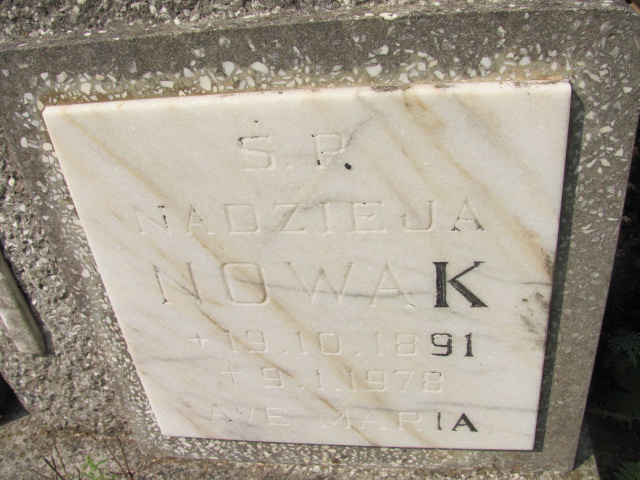 Ś. P.
NADZIEJA
NOWAK
+ 19.10.1891
+ 9.1.1978
AVE MARIA